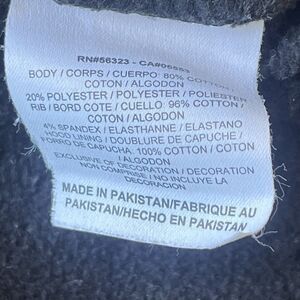 RN#56323 - CA#05553
BODY / CORPS / CUERPO: 80% COTTON /
COTON / ALGODON
20% POLYESTER / POLYESTER / POLIESTER
RIB / BORD COTE / CUELLO: 96% COTTON /
COTON / ALGODON
4% SPANDEX / ELASTHANNE / ELASTANO
HOOD LINING / DOUBLURE DE CAPUCHE /
FORRO DE CAPUCHA: 100% COTTON / COTON
/ ALGODON
EXCLUSIVE OF DECORATION / DECORATION
NON COMPRISE / NO INCLUYE LA
DECORACION
MADE IN PAKISTAN/FABRIQUE AU
PAKISTAN/HECHO EN PAKISTAN